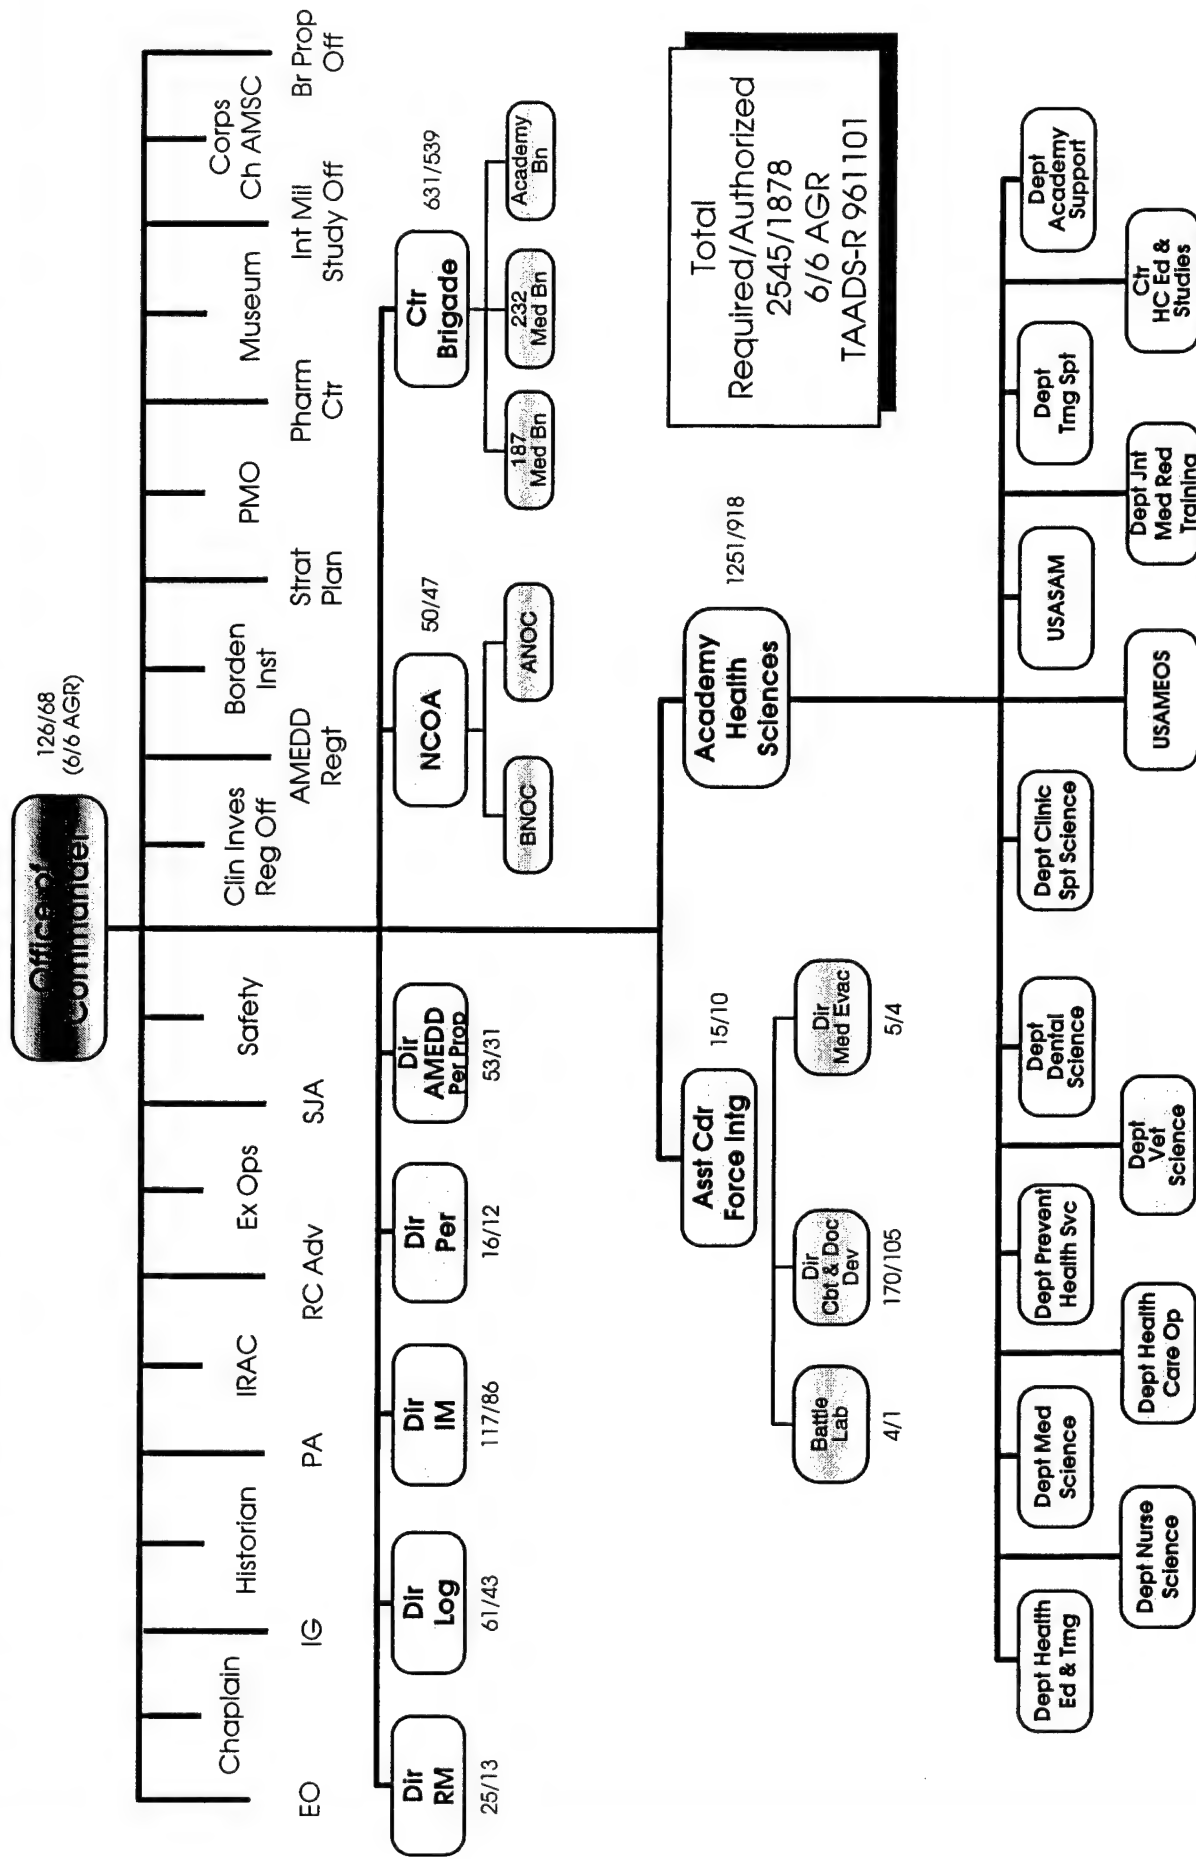 Office of
Commander
126/68
(6/6 AGR)
EO
Chaplain
IG
Historian
PA
IRAC
RC Adv
Ex Ops
SJA
Safety
Clin Inves
Reg Off
AMEDD
Regt
Borden
Inst
Strat
Plan
PMO
Pharm
Ctr
Museum
Int Mil
Study Off
Corps
Ch AMSC
Br Prop
Off
Dir
RM
25/13
Dir
Log
61/43
Dir
IM
117/86
Dir
Per
16/12
Dir
AMEDD
Per Prop
53/31
NCOA
50/47
BNOC
ANOC
Ctr
Brigade
631/539
187
Med Bn
232
Med Bn
Academy
Bn
Asst Cdr
Force Intg
15/10
Battle
Lab
4/1
Dir
Cbt & Doc
Dev
170/105
Dir
Med Evac
5/4
Academy
Health
Sciences
1251/918
Total
Required/Authorized
2545/1878
6/6 AGR
TAADS-R 961101
Dept Health
Ed & Trng
Dept Nurse
Science
Dept Med
Science
Dept Health
Care Op
Dept Prevent
Health Svc
Dept
Vet
Science
Dept
Dental
Science
Dept Clinic
Spt Science
USAMEOS
USASAM
Dept Jnt
Med Red
Training
Dept
Trng Spt
Ctr
HC Ed &
Studies
Dept
Academy
Support